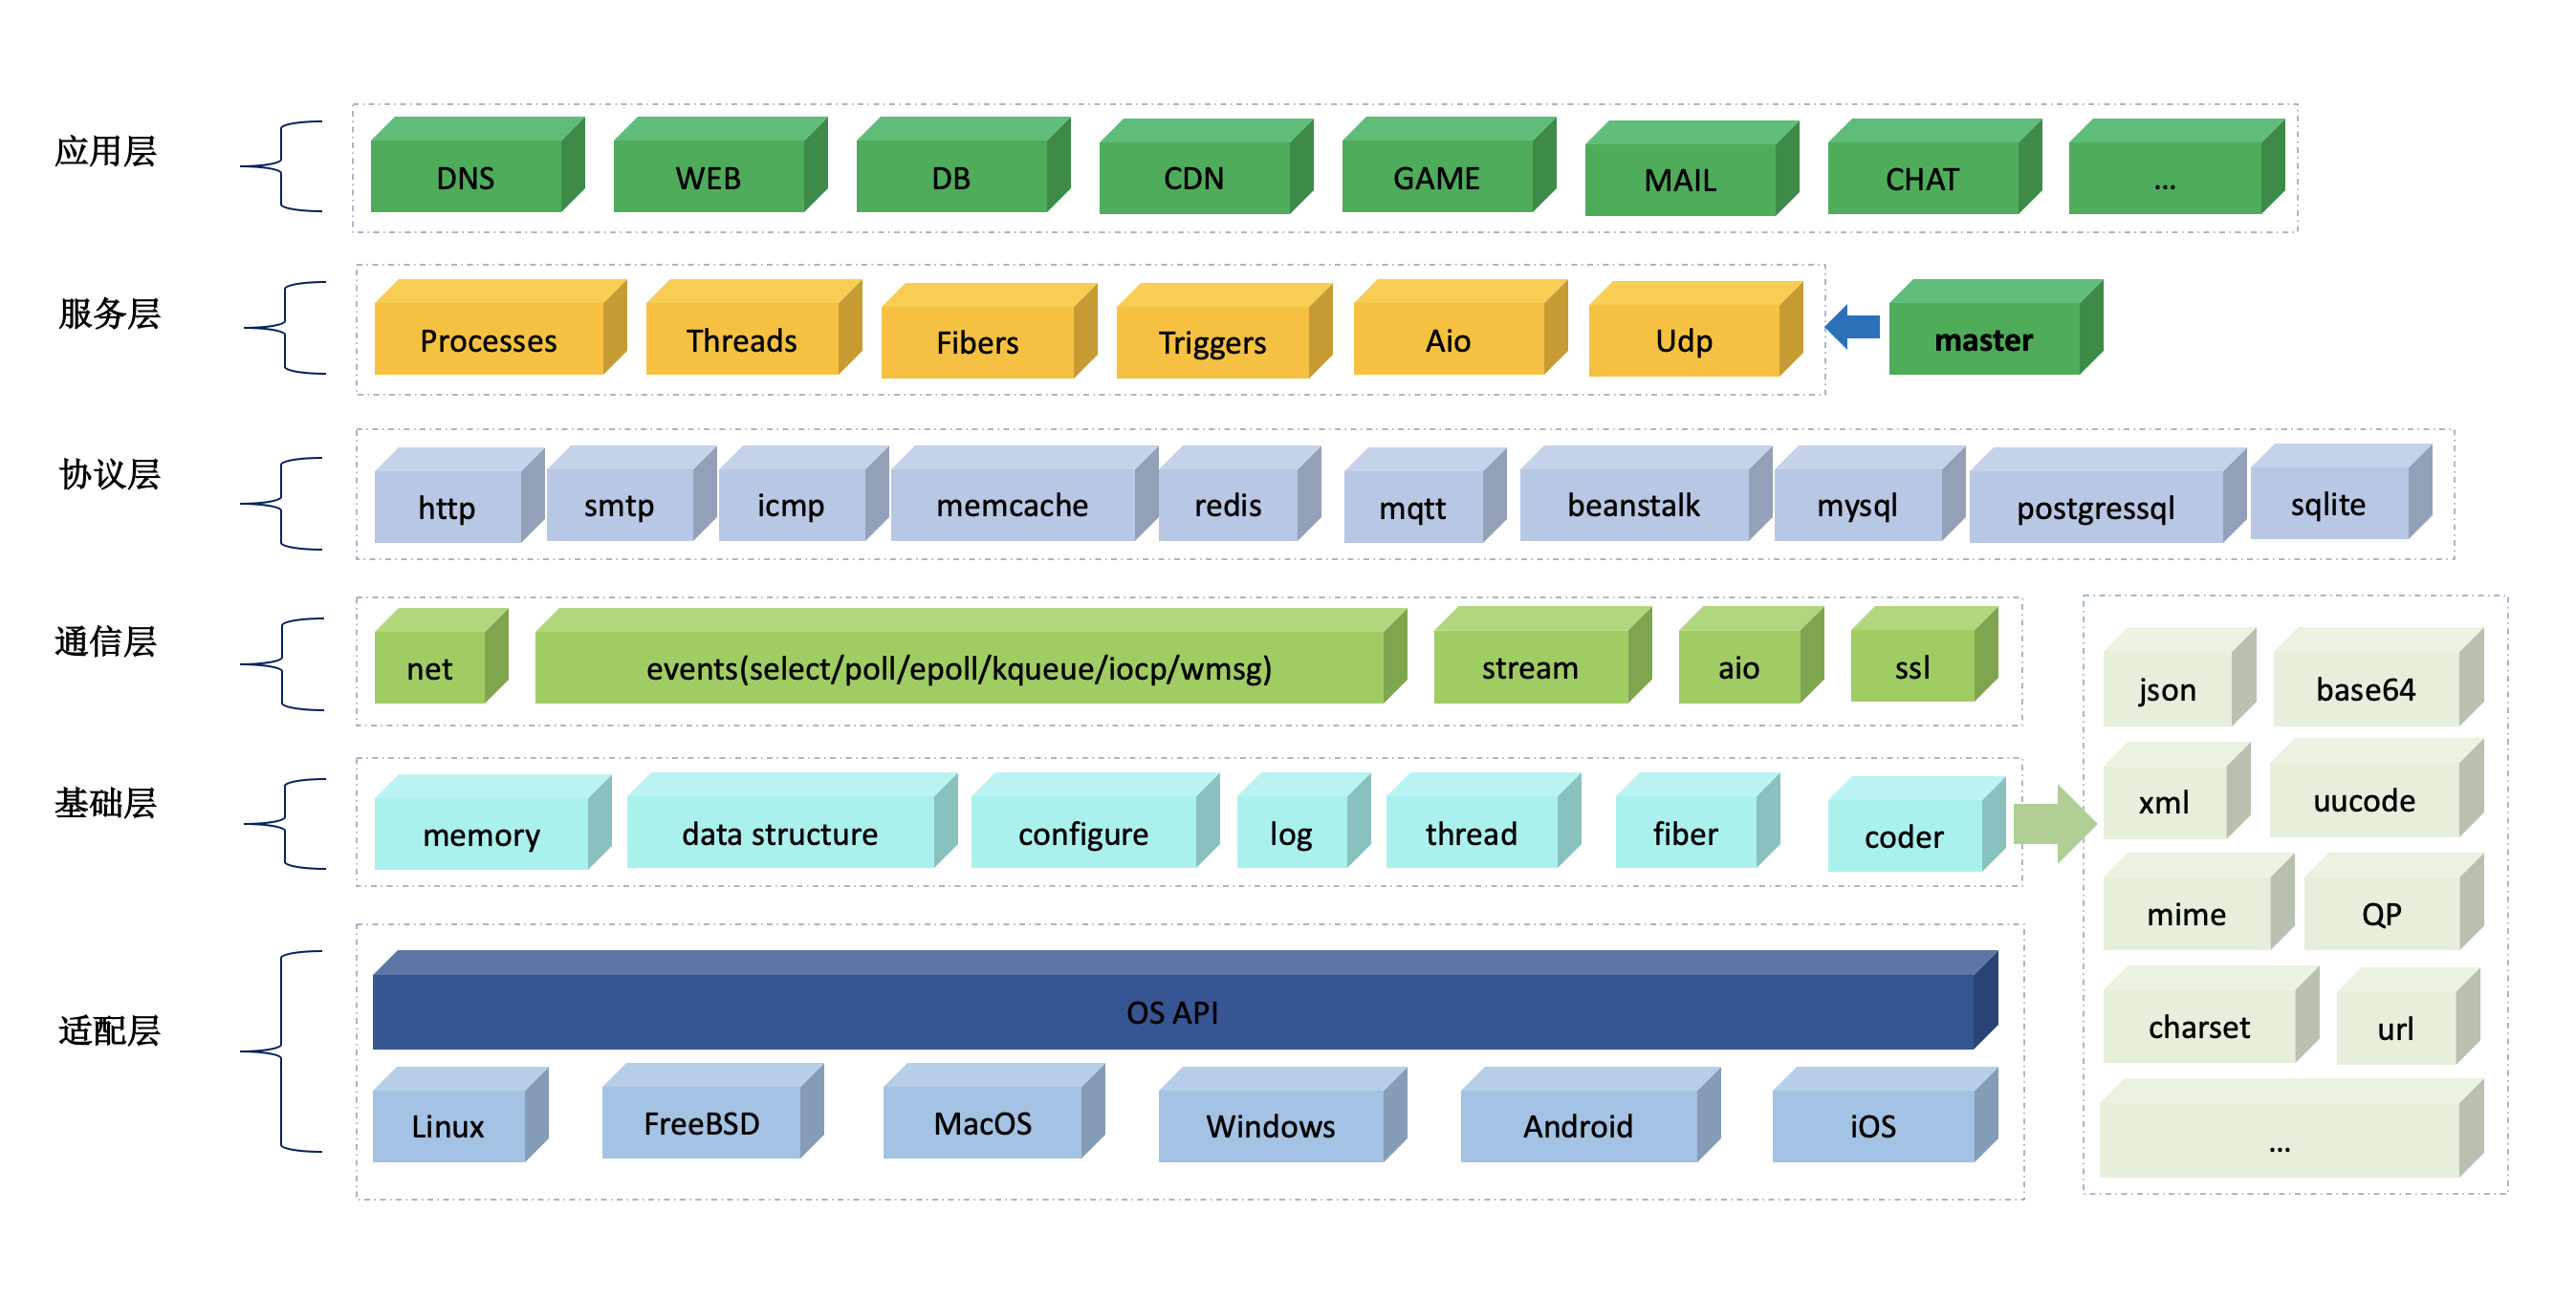 应用层
DNS
WEB
DB
CDN
GAME
MAIL
CHAT
...
服务层
Processes
Threads
Fibers
Triggers
Aio
Udp
master
协议层
http
smtp
icmp
memcache
redis
mqtt
beanstalk
mysql
postgressql
sqlite
通信层
net
events(select/poll/epoll/kqueue/iocp/wmsg)
stream
aio
ssl
基础层
memory
data structure
configure
log
thread
fiber
coder
json
base64
xml
uucode
mime
QP
charset
url
...
适配层
OS API
Linux
FreeBSD
MacOS
Windows
Android
iOS